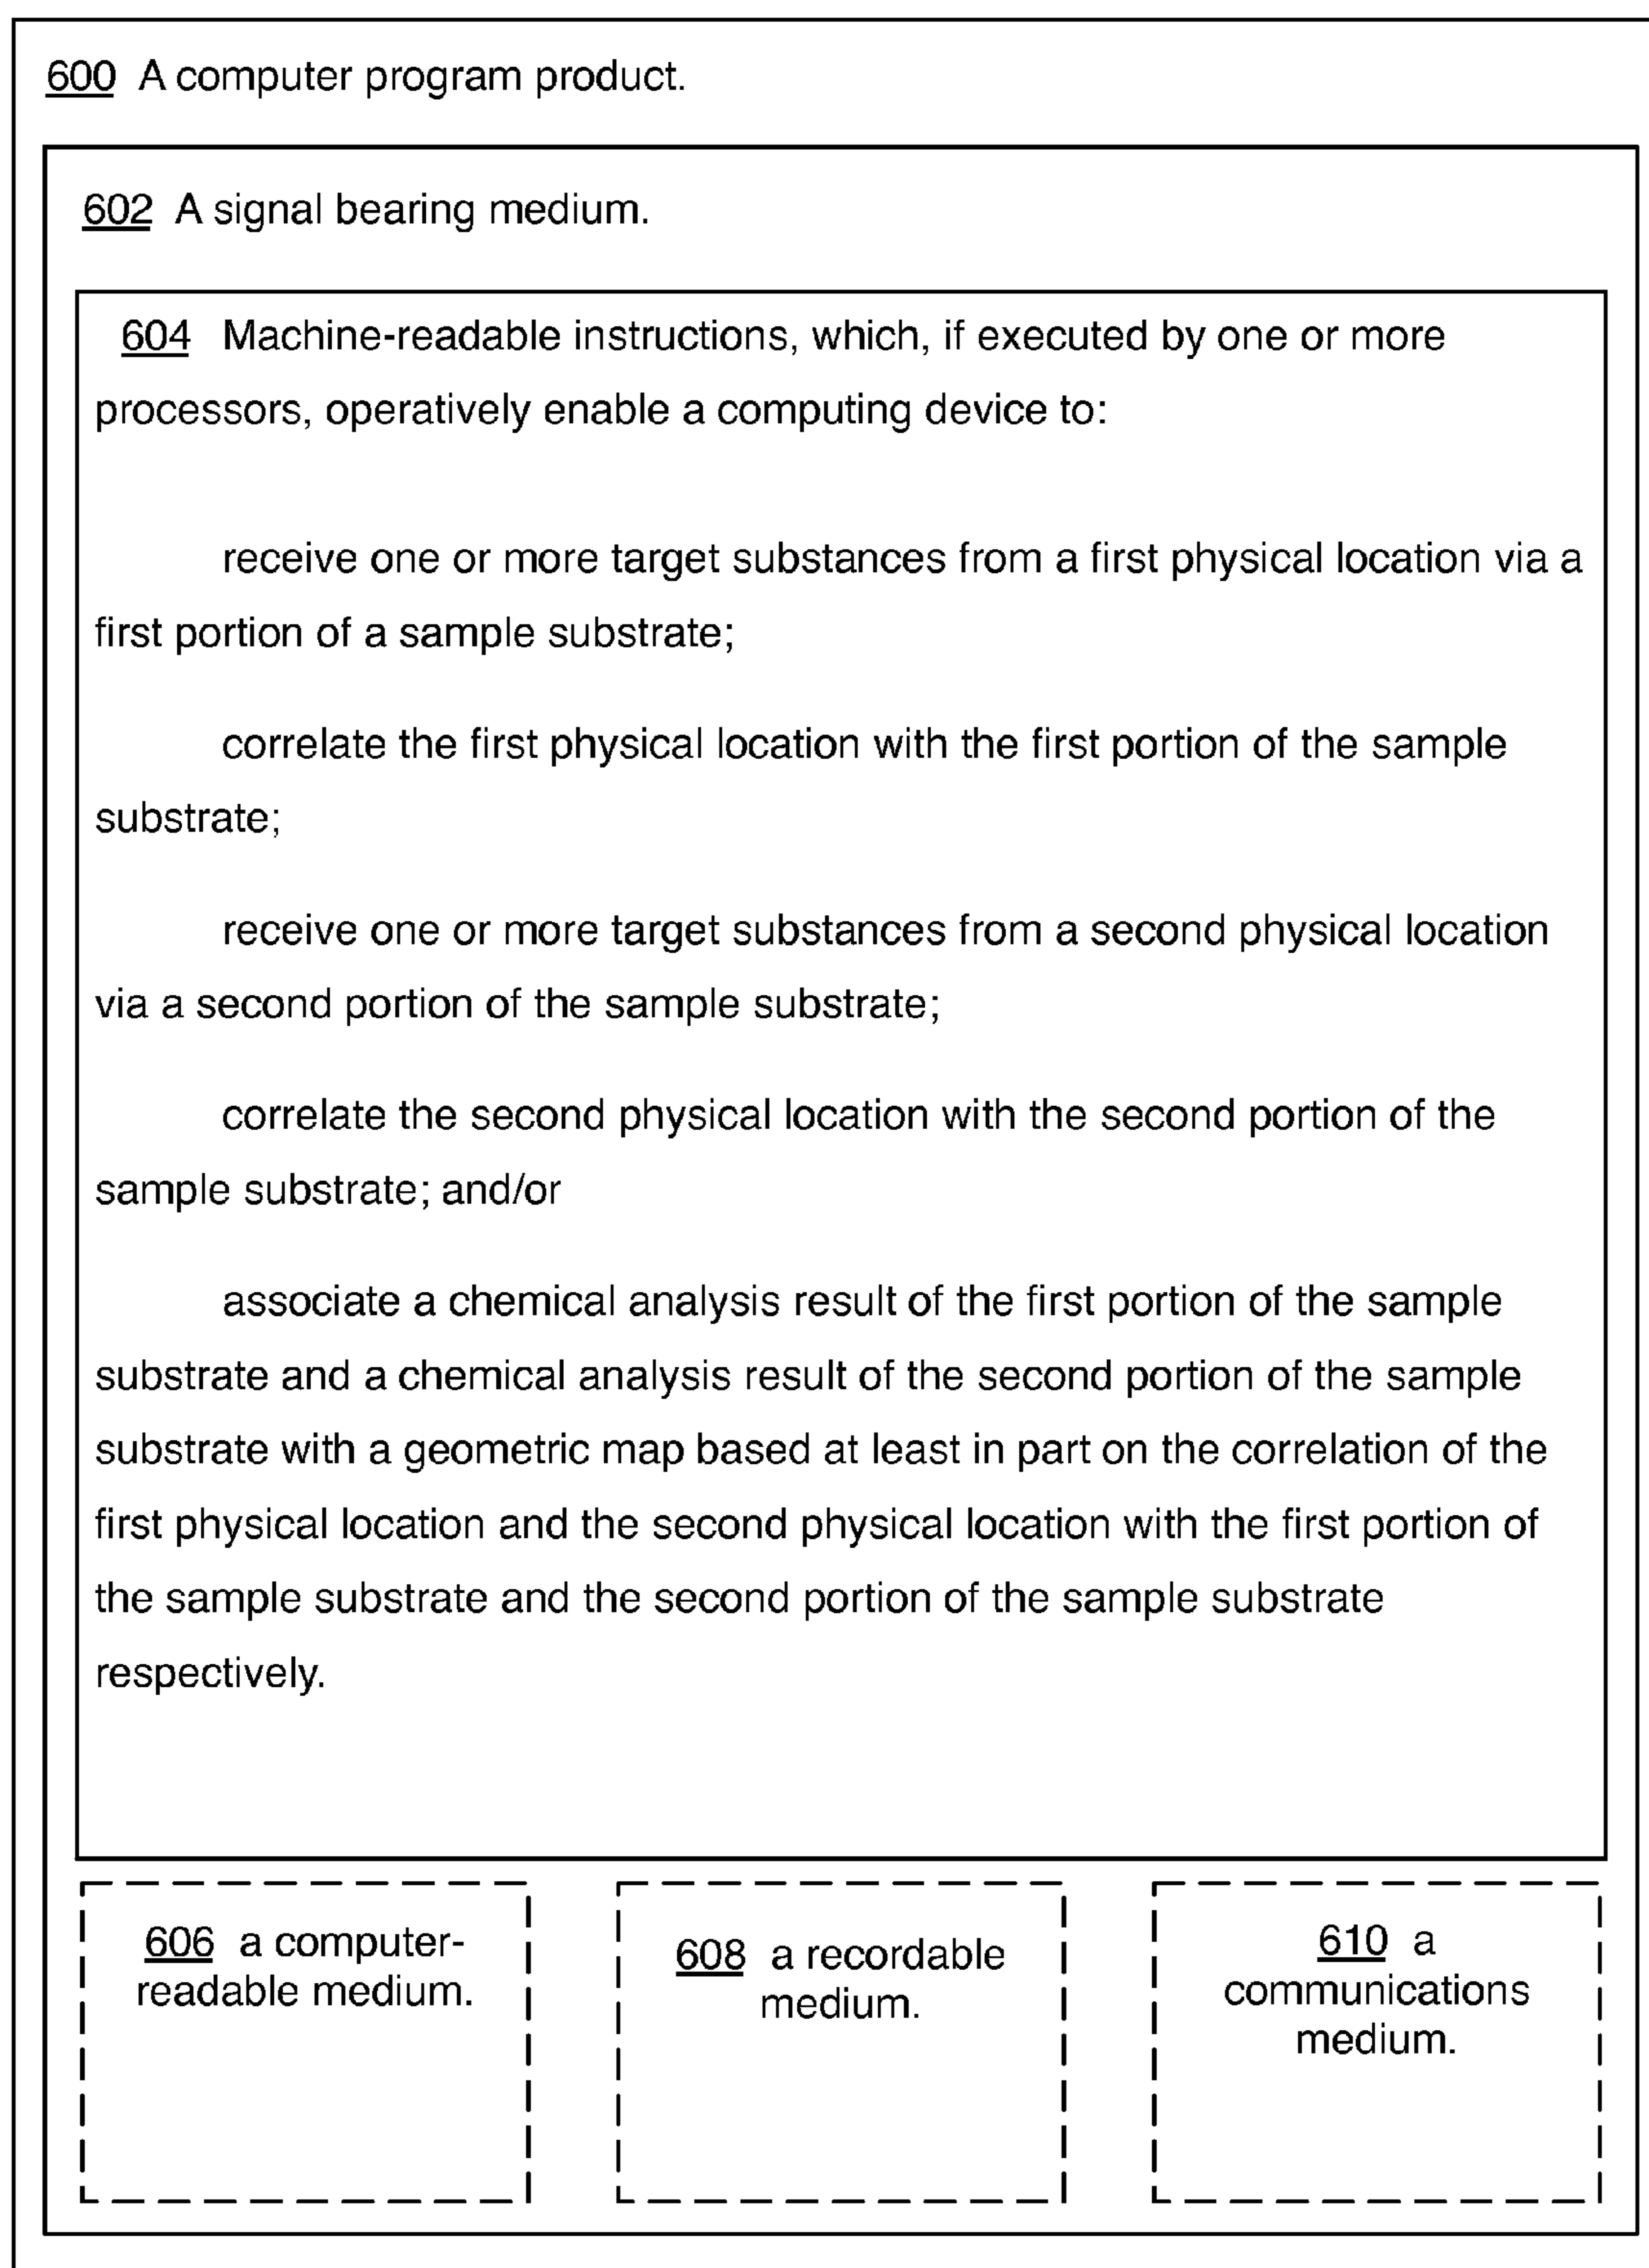 600 A computer program product.
602 A signal bearing medium.
604 Machine-readable instructions, which, if executed by one or more
processors, operatively enable a computing device to:
receive one or more target substances from a first physical location via a
first portion of a sample substrate;
correlate the first physical location with the first portion of the sample
substrate;
receive one or more target substances from a second physical location
via a second portion of the sample substrate;
correlate the second physical location with the second portion of the
sample substrate; and/or
associate a chemical analysis result of the first portion of the sample
substrate and a chemical analysis result of the second portion of the sample
substrate with a geometric map based at least in part on the correlation of the
first physical location and the second physical location with the first portion of
the sample substrate and the second portion of the sample substrate
respectively.
606 a computer-
readable medium.
608 a recordable
medium.
610 a
communications
medium.